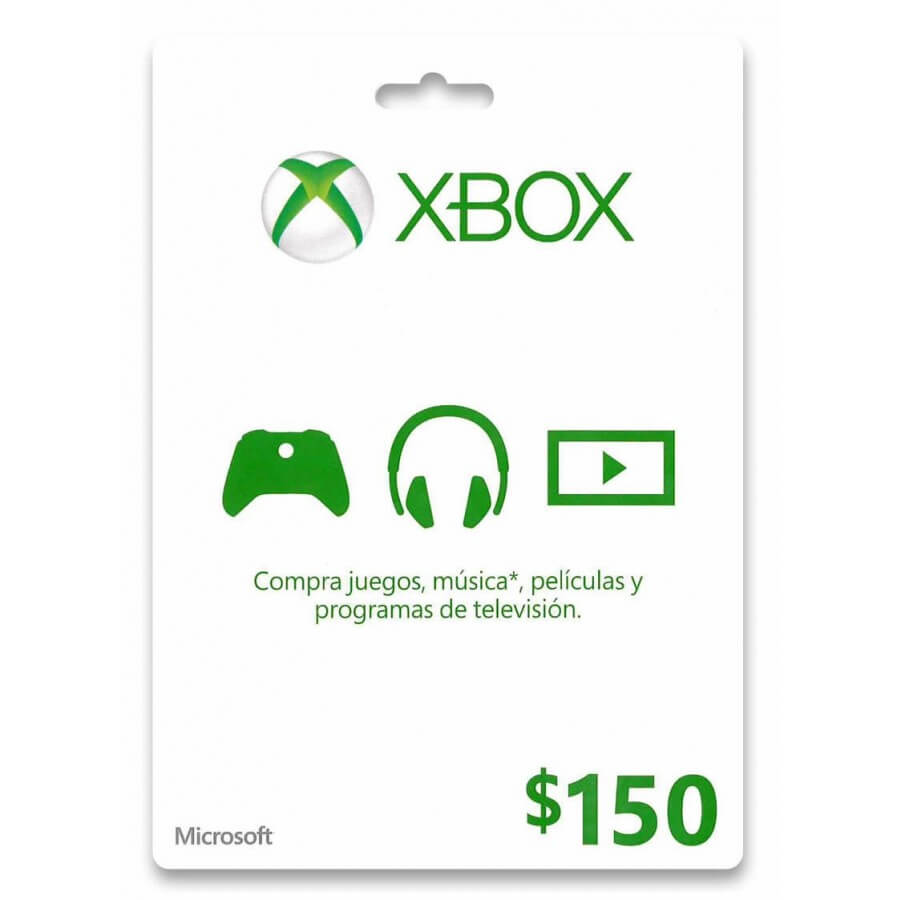 XBOX
Compra juegos, música*, películas y
programas de televisión.
$150
Microsoft